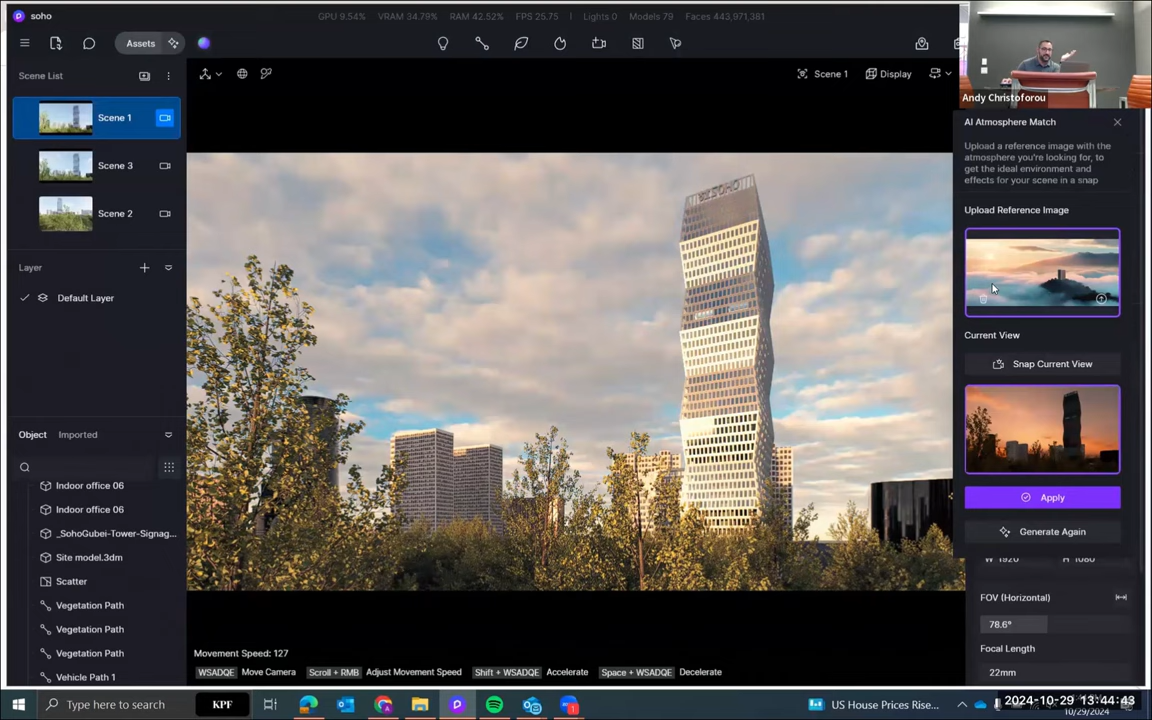 soho
GPU 9.54% VRAM 34.79% RAM 42.52% FPS 25.75 Lights 0 Models 79 Faces 443,971,381
Assets
Andy Christoforou
Scene List
Scene 1
Display
Scene 1
Scene 3
Scene 2
Layer
Default Layer
Object
Imported
Indoor office 06
Indoor office 06
_SohoGubei-Tower-Signag...
Site model.3dm
Scatter
Vegetation Path
Vegetation Path
Vegetation Path
Vehicle Path 1
SOHO
Movement Speed: 127
WSADQE Move Camera Scroll + RMB Adjust Movement Speed Shift + WSADQE Accelerate Space + WSADQE Decelerate
AI Atmosphere Match
Upload a reference image with the
atmosphere you're looking for, to
get the ideal environment and
effects for your scene in a snap
Upload Reference Image
Current View
Snap Current View
Apply
Generate Again
W 1920 H 1080
FOV (Horizontal)
78.6°
Focal Length
22mm
Type here to search
KPF
US House Prices Rise...
2024-10-29 13:44:43
10/29/2024